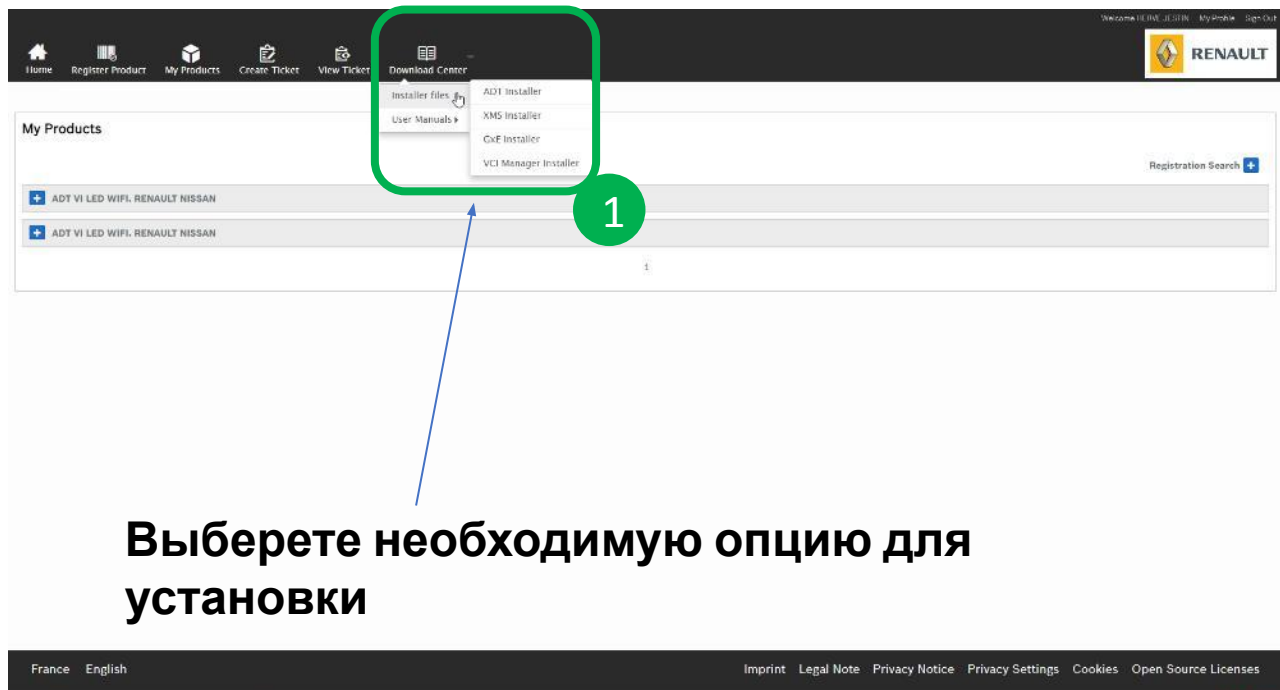 Welcome HERVE JESTIN My Profile Sign Out
Home Register Product My Products Create Ticket View Ticket Download Center
RENAULT
Installer files
ADT Installer
User Manuals
XMS Installer
GxE Installer
VCI Manager Installer
My Products
Registration Search
ADT VI LED WIFI. RENAULT NISSAN
1
ADT VI LED WIFI. RENAULT NISSAN
1
Выберете необходимую опцию для
установки
France English Imprint Legal Note Privacy Notice Privacy Settings Cookies Open Source Licenses